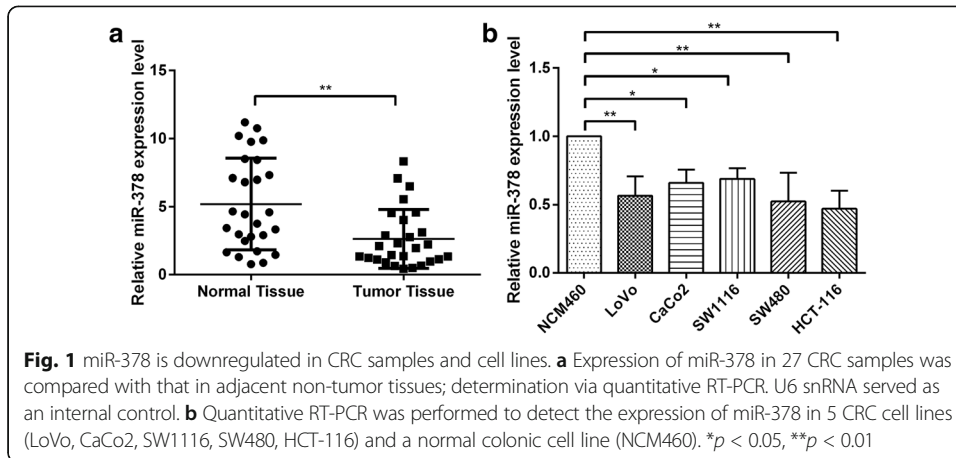 a
Relative miR-378 expression level
15
10
5
0
**
Normal Tissue
Tumor Tissue
b
Relative miR-378 expression level
1.5
1.0
0.5
0.0
**
**
*
*
**
NCM460
LoVo
CaCo2
SW1116
SW480
HCT-116
Fig. 1 miR-378 is downregulated in CRC samples and cell lines. a Expression of miR-378 in 27 CRC samples was
compared with that in adjacent non-tumor tissues; determination via quantitative RT-PCR. U6 snRNA served as
an internal control. b Quantitative RT-PCR was performed to detect the expression of miR-378 in 5 CRC cell lines
(LoVo, CaCo2, SW1116, SW480, HCT-116) and a normal colonic cell line (NCM460). *p < 0.05, **p < 0.01